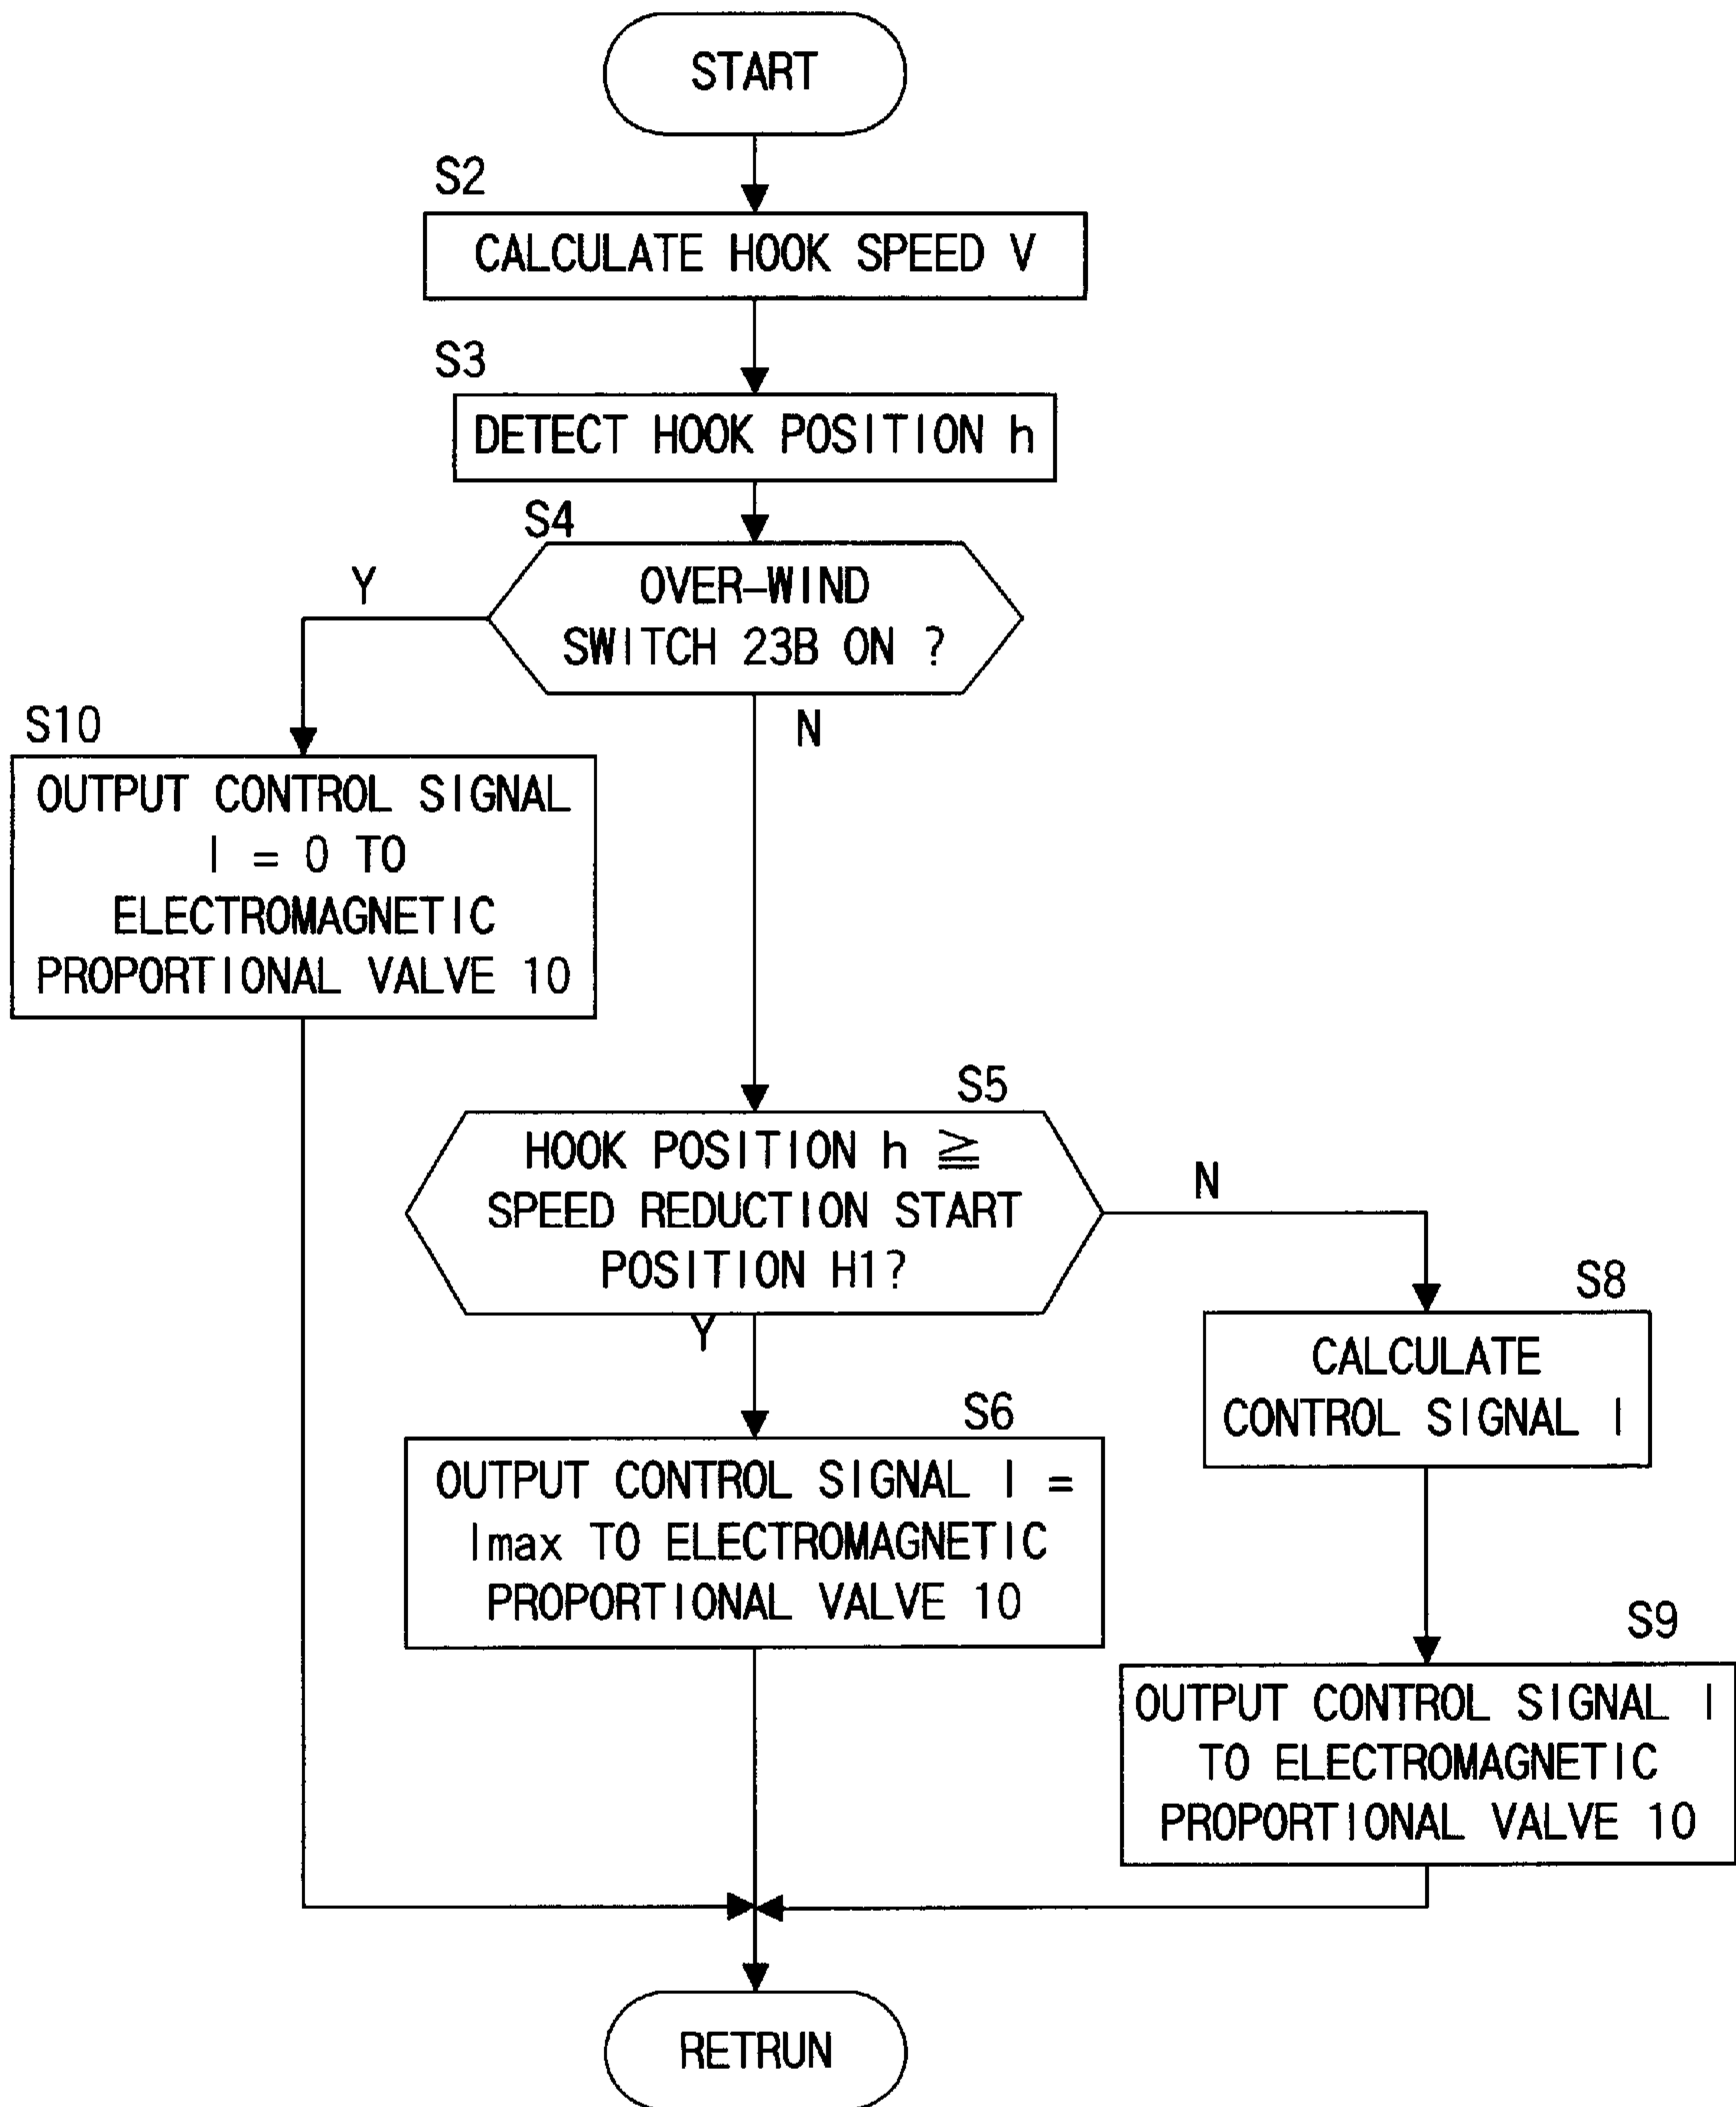 START
S2
CALCULATE HOOK SPEED V
S3
DETECT HOOK POSITION h
S4
OVER-WIND
SWITCH 23B ON ?
Y
N
S10
OUTPUT CONTROL SIGNAL
I = 0 TO
ELECTROMAGNETIC
PROPORTIONAL VALVE 10
S5
HOOK POSITION h ≧
SPEED REDUCTION START
POSITION H1?
N
Y
S8
CALCULATE
CONTROL SIGNAL I
S6
OUTPUT CONTROL SIGNAL I =
Imax TO ELECTROMAGNETIC
PROPORTIONAL VALVE 10
S9
OUTPUT CONTROL SIGNAL I
TO ELECTROMAGNETIC
PROPORTIONAL VALVE 10
RETRUN